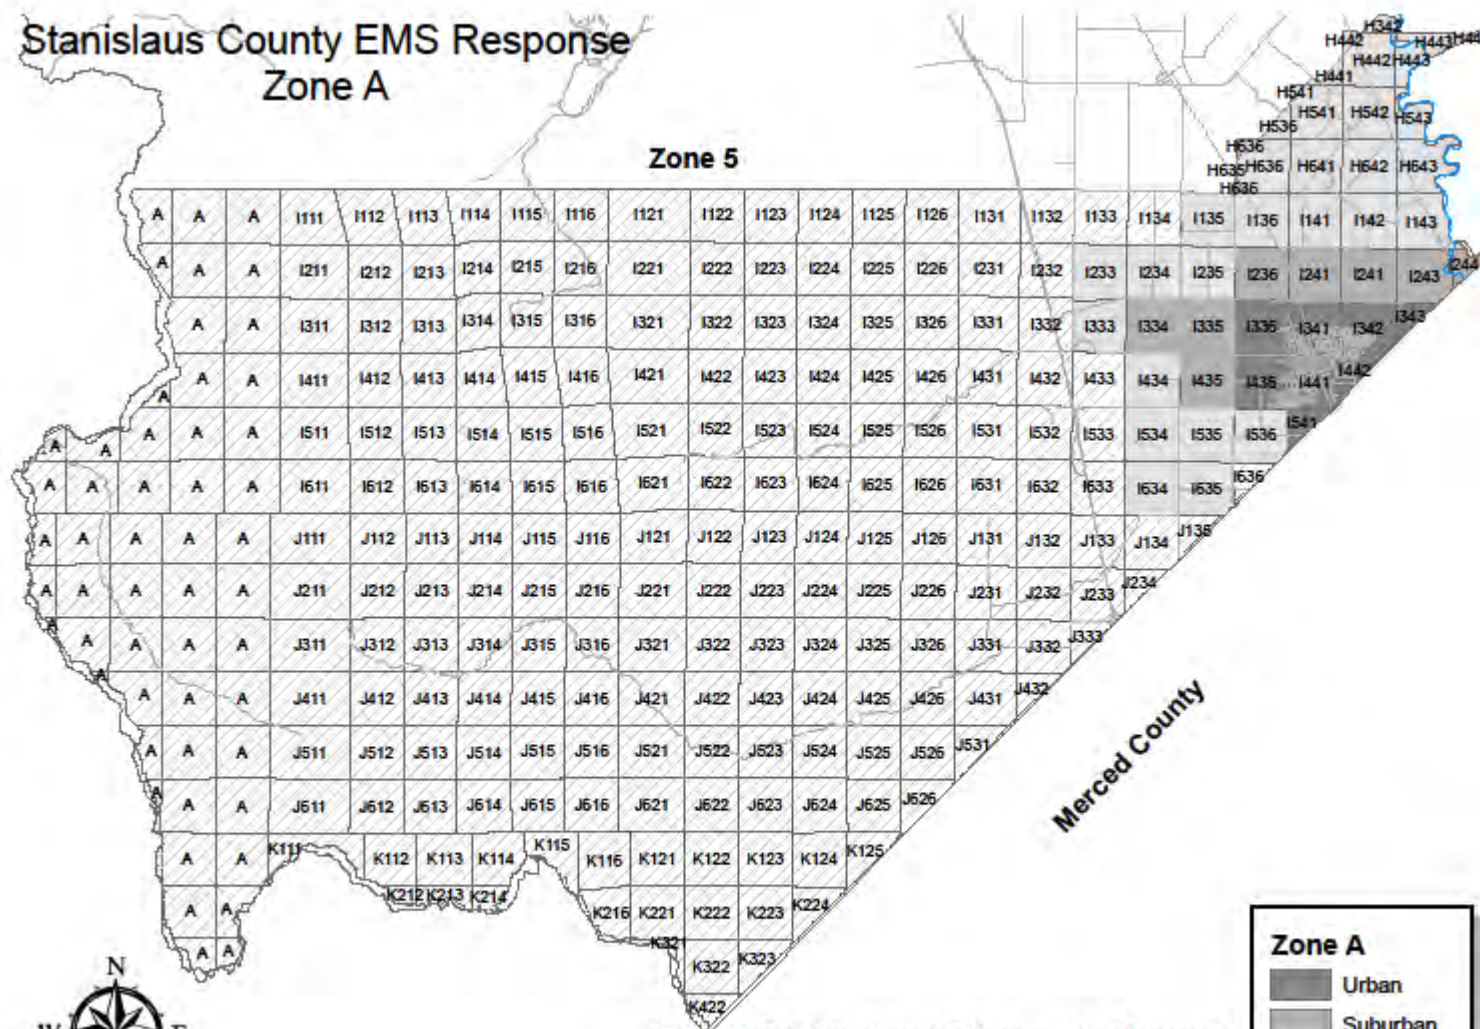 Stanislaus County EMS Response
Zone A
Zone 5
H342
H442 H443 H44
H442 H443
H441
H541
H541 H542 H543
H536
H636
H635 H636 H641 H642 H643
H636
A A A I111 I112 I113 I114 I115 I116 I121 I122 I123 I124 I125 I126 I131 I132 I133 I134 I135 I136 I141 I142 I143
A A A I211 I212 I213 I214 I215 I216 I221 I222 I223 I224 I225 I226 I231 I232 I233 I234 I235 I236 I241 I241 I243 I244
A A I311 I312 I313 I314 I315 I316 I321 I322 I323 I324 I325 I326 I331 I332 I333 I334 I335 I336 I341 I342 I343
A A A I411 I412 I413 I414 I415 I416 I421 I422 I423 I424 I425 I426 I431 I432 I433 I434 I435 I436 I441 I442
A A A A A I511 I512 I513 I514 I515 I516 I521 I522 I523 I524 I525 I526 I531 I532 I533 I534 I535 I536 I541
A A A A A I611 I612 I613 I614 I615 I616 I621 I622 I623 I624 I625 I626 I631 I632 I633 I634 I635 I636
A A A A A J111 J112 J113 J114 J115 J116 J121 J122 J123 J124 J125 J126 J131 J132 J133 J134 J135
A A A A A J211 J212 J213 J214 J215 J216 J221 J222 J223 J224 J225 J226 J231 J232 J233 J234
A A A A A J311 J312 J313 J314 J315 J316 J321 J322 J323 J324 J325 J326 J331 J332 J333
A A A A J411 J412 J413 J414 J415 J416 J421 J422 J423 J424 J425 J426 J431 J432
A A A J511 J512 J513 J514 J515 J516 J521 J522 J523 J524 J525 J526 J531
A A A J611 J612 J613 J614 J615 J616 J621 J622 J623 J624 J625 J626
A A K111 K112 K113 K114 K115 K116 K121 K122 K123 K124 K125
A A K212 K213 K214 K216 K221 K222 K223 K224
A A K321 K322 K323
K422
Merced County
N
W E
Zone A
Urban
Suburban